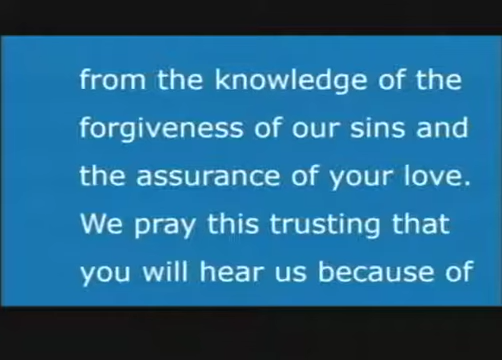 from the knowledge of the
forgiveness of our sins and
the assurance of your love.
We pray this trusting that
you will hear us because of